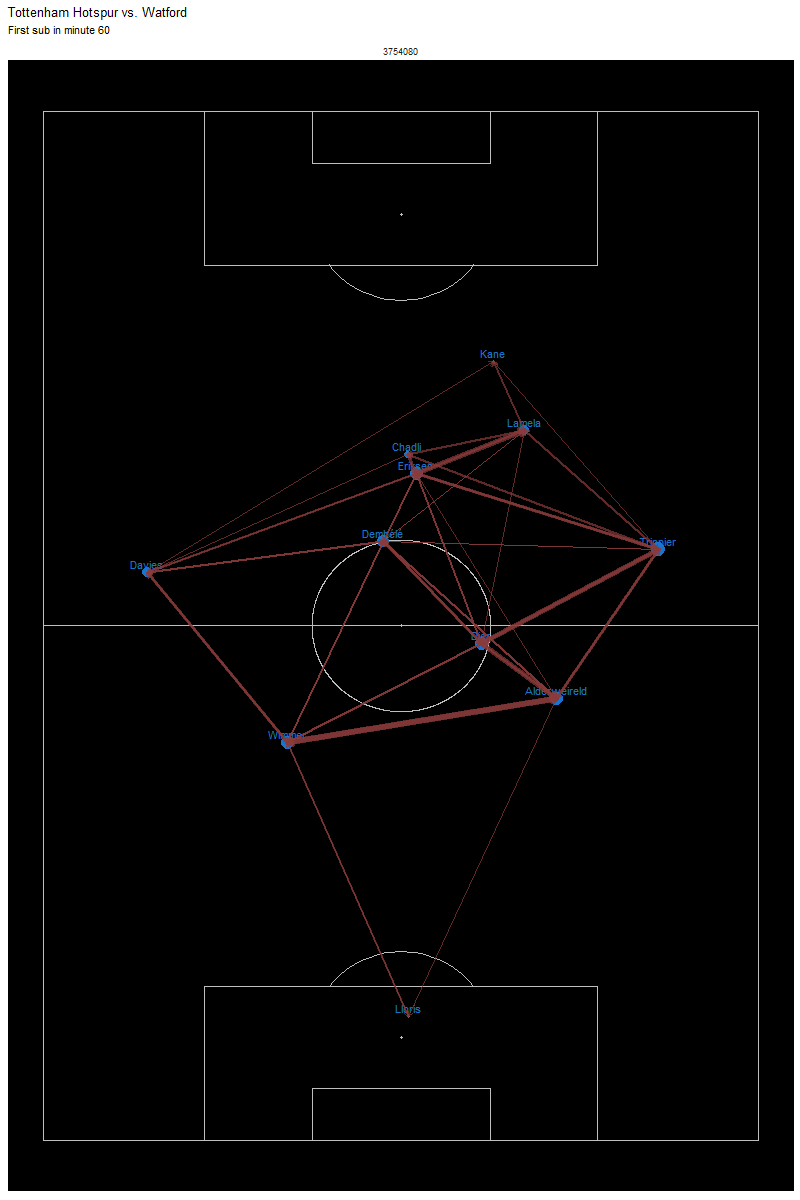 Tottenham Hotspur vs. Watford
First sub in minute 60
3754080
Kane
Lamela
Chadli
Eriksen
Dembélé
Trippier
Davies
Dier
Alderweireld
Wimmer
Lloris